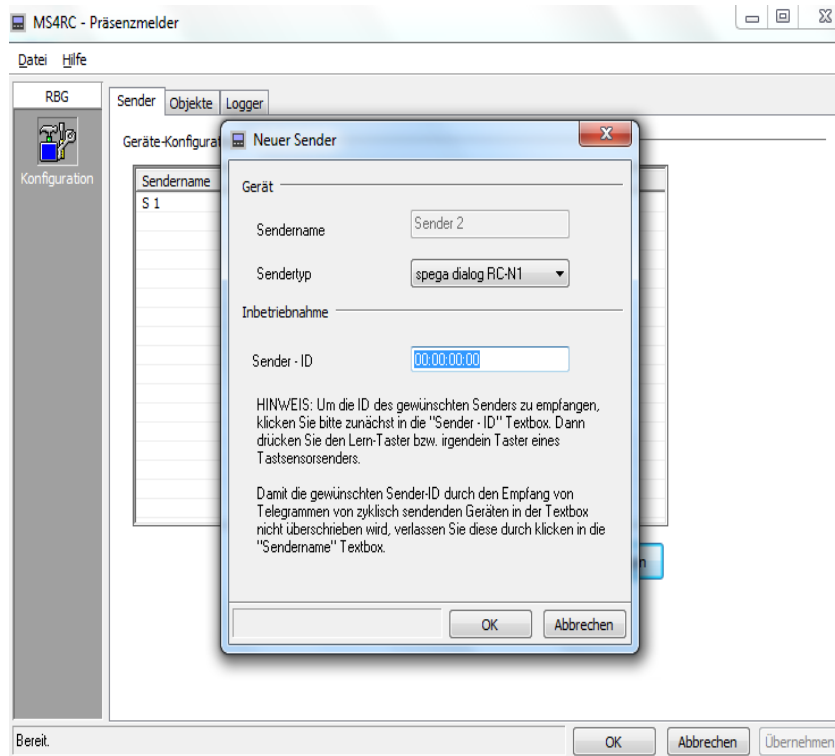 MS4RC - Präsenzmelder
Datei Hilfe
RBG
Konfiguration
Sender Objekte Logger
Geräte-Konfigurat
Sendername
S 1
Neuer Sender
Gerät
Sendername
Sender 2
Sendertyp
spega dialog RC-N1
Inbetriebnahme
Sender - ID
00:00:00:00
HINWEIS: Um die ID des gewünschten Senders zu empfangen,
klicken Sie bitte zunächst in die "Sender - ID" Textbox. Dann
drücken Sie den Lern-Taster bzw. irgendein Taster eines
Tastsensorsenders.
Damit die gewünschten Sender-ID durch den Empfang von
Telegrammen von zyklisch sendenden Geräten in der Textbox
nicht überschrieben wird, verlassen Sie diese durch klicken in die
"Sendername" Textbox.
n
OK Abbrechen
Bereit.
OK Abbrechen Übernehmen